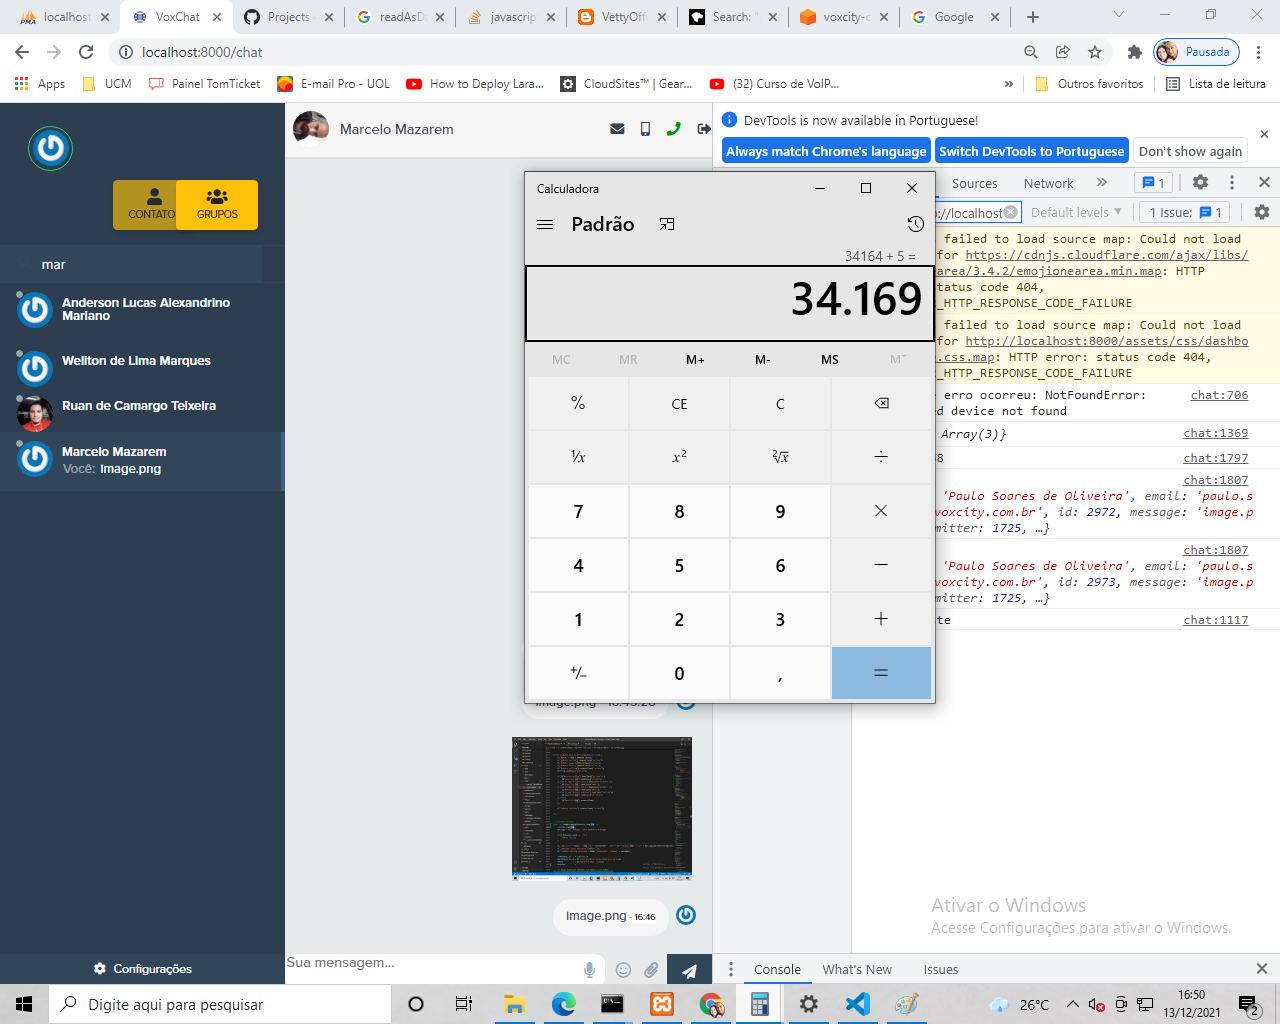 localhost
VoxChat
Projects
readAsDa
javascrip
VettyOffi
Search: "
voxcity-c
Google
localhost:8000/chat
Pausada
Apps
UCM
Painel TomTicket
E-mail Pro - UOL
How to Deploy Lara...
CloudSites™ | Gear...
(32) Curso de VoIP...
»
Outros favoritos
Lista de leitura
CONTATO
GRUPOS
mar
Anderson Lucas Alexandrino
Mariano
Wellton de Lima Marques
Ruan de Camargo Teixeira
Marcelo Mazarem
Você: Image.png
Configurações
Marcelo Mazarem
Image.png - 16:46
Sua mensagem...
Calculadora
Padrão
34164 + 5 =
34.169
MC MR M+ M- MS M˅
% CE C
¹/x x² ²√x ÷
7 8 9 ×
4 5 6 −
1 2 3 +
+/− 0 , =
DevTools is now available in Portuguese!
Always match Chrome's language
Switch DevTools to Portuguese
Don't show again
Sources
Network
»
1
://localhost
Default levels ▼
1 Issue: 1
failed to load source map: Could not load
for https://cdnjs.cloudflare.com/ajax/libs/
area/3.4.2/emojionearea.min.map: HTTP
status code 404,
_HTTP_RESPONSE_CODE_FAILURE
failed to load source map: Could not load
for http://localhost:8000/assets/css/dashbo
.css.map: HTTP error: status code 404,
_HTTP_RESPONSE_CODE_FAILURE
erro ocorreu: NotFoundError: chat:706
d device not found
Array(3)} chat:1369
8 chat:1797
chat:1807
'Paulo Soares de Oliveira', email: 'paulo.s
voxcity.com.br', id: 2972, message: 'image.p
mitter: 1725, …}
chat:1807
'Paulo Soares de Oliveira', email: 'paulo.s
voxcity.com.br', id: 2973, message: 'image.p
mitter: 1725, …}
te chat:1117
Ativar o Windows
Acesse Configurações para ativar o Windows.
Console
What's New
Issues
Digite aqui para pesquisar
26°C
16:50
13/12/2021
2